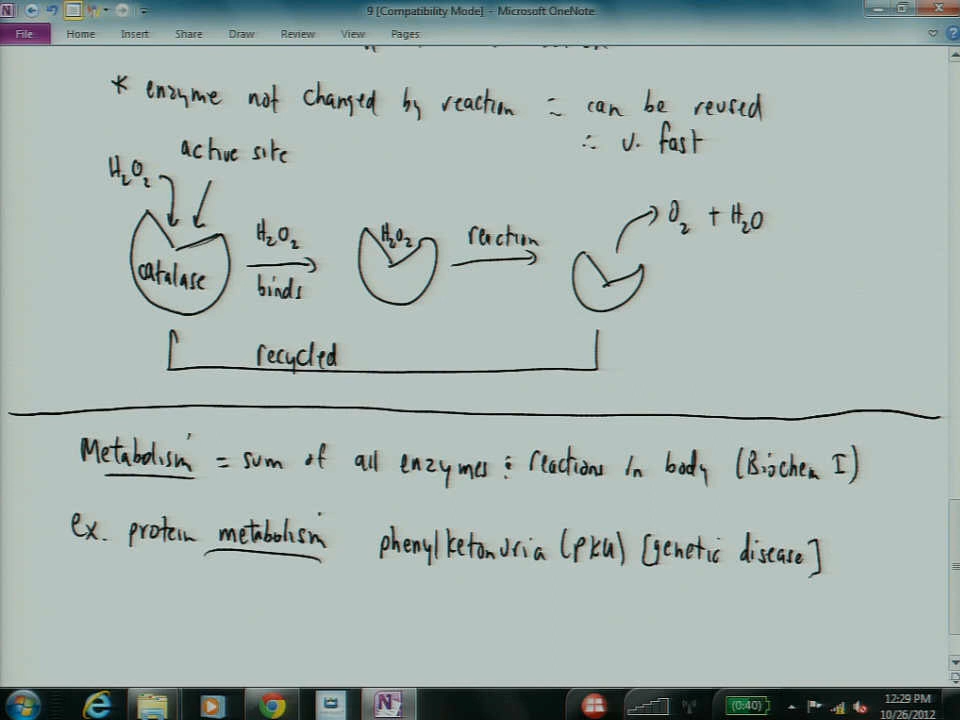 9 [Compatibility Mode] - Microsoft OneNote
File Home Insert Share Draw Review View Pages
* enzyme not changed by reaction ∴ can be reused
∴ v. fast
active site
H₂O₂
catalase
H₂O₂
binds
H₂O₂
reaction
O₂ + H₂O
recycled
Metabolism = sum of all enzymes & reactions in body (Biochem I)
ex. protein metabolism phenylketonuria (PKU) [genetic disease]
(0:40)
12:29 PM
10/26/2012